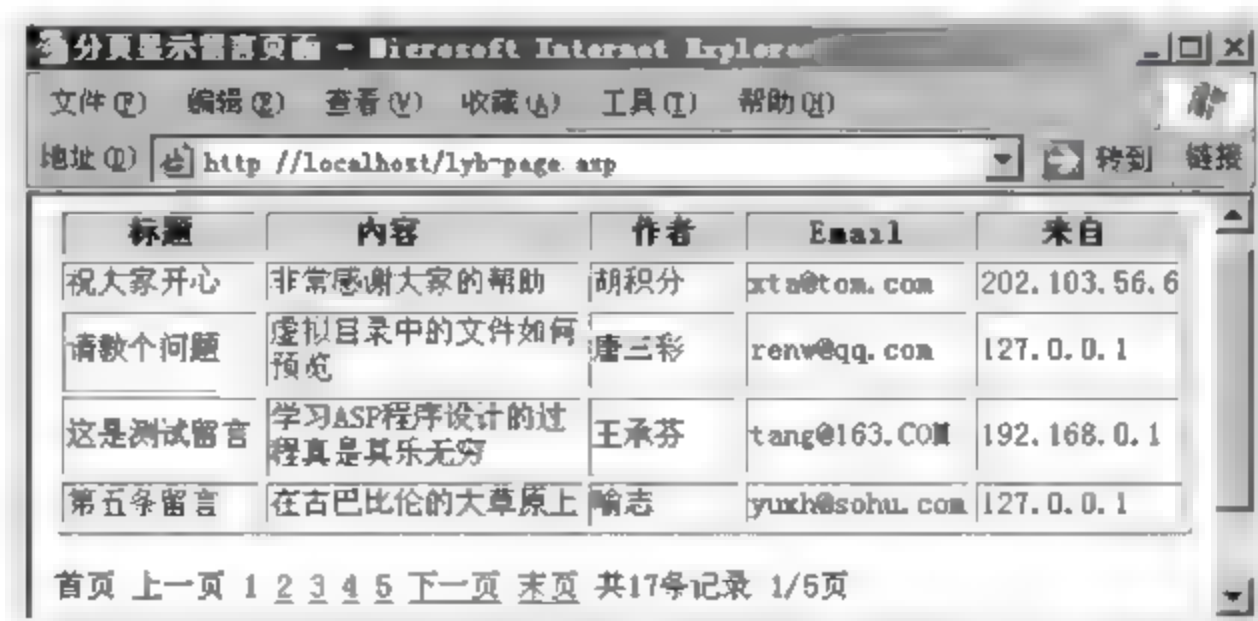 分页显示留言页面 - Microsoft Internet Explorer
文件(F) 编辑(E) 查看(V) 收藏(A) 工具(T) 帮助(H)
地址(D) http //localhost/lyb-page.asp 转到 链接
标题 内容 作者 Email 来自
祝大家开心 非常感谢大家的帮助 胡积分 xta@tom.com 202.103.56.6
请教个问题 虚拟目录中的文件如何预览 唐三彩 renw@qq.com 127.0.0.1
这是测试留言 学习ASP程序设计的过程真是其乐无穷 王承芬 tang@163.COM 192.168.0.1
第五条留言 在古巴比伦的大草原上 喻志 yuxh@sohu.com 127.0.0.1
首页 上一页 1 2 3 4 5 下一页 末页 共17条记录 1/5页